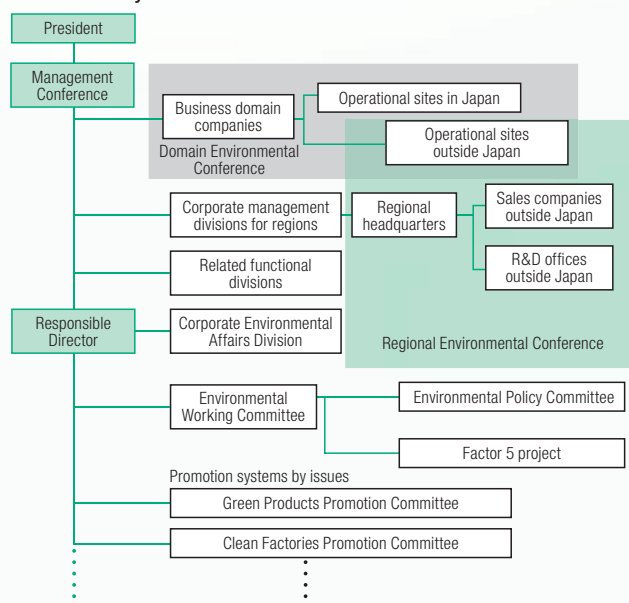 President
Management
Conference
Business domain
companies
Operational sites in Japan
Operational sites
outside Japan
Domain Environmental
Conference
Corporate management
divisions for regions
Regional
headquarters
Sales companies
outside Japan
R&D offices
outside Japan
Related functional
divisions
Responsible
Director
Corporate Environmental
Affairs Division
Regional Environmental Conference
Environmental
Working Committee
Environmental Policy Committee
Factor 5 project
Promotion systems by issues
Green Products Promotion Committee
Clean Factories Promotion Committee